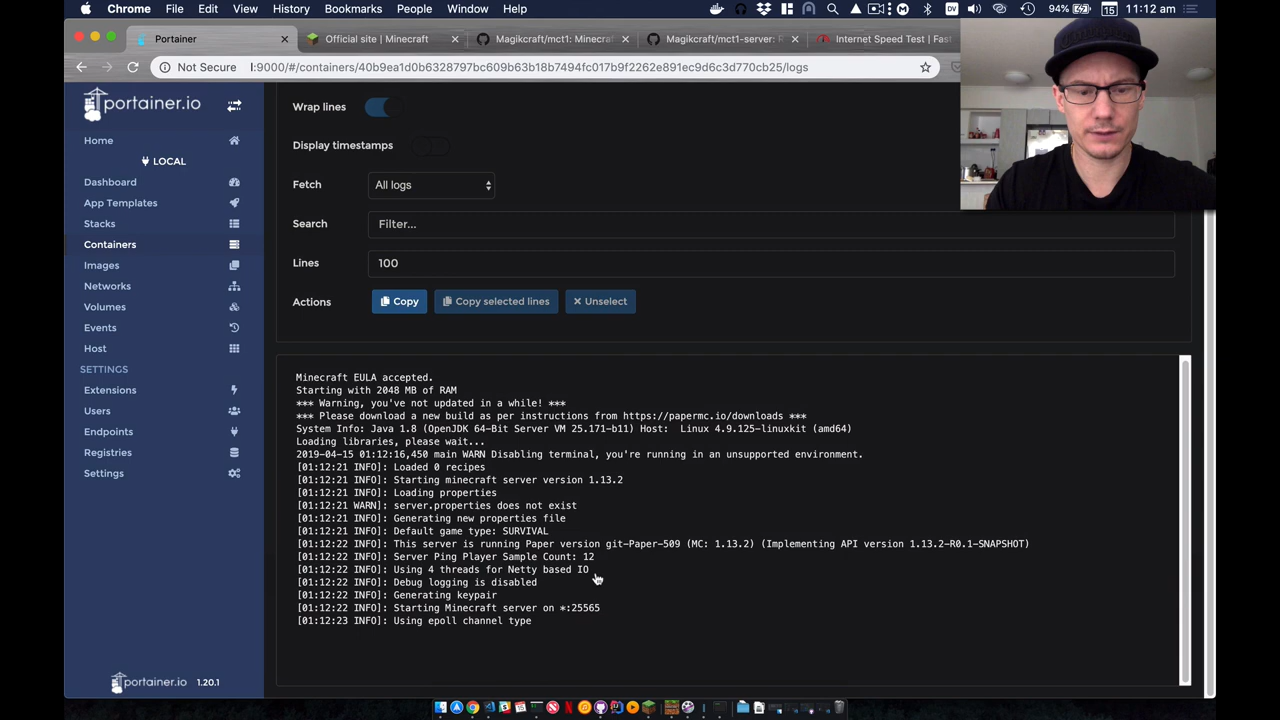 Chrome File Edit View History Bookmarks People Window Help
94% 15 11:12 am
Portainer
Official site | Minecraft
Magikcraft/mct1: Minecra
Magikcraft/mct1-server: R
Internet Speed Test | Fast
Not Secure l:9000/#/containers/40b9ea1d0b6328797bc609b63b18b7494fc017b9f2262e891ec9d6c3d770cb25/logs
portainer.io
Home
LOCAL
Dashboard
App Templates
Stacks
Containers
Images
Networks
Volumes
Events
Host
SETTINGS
Extensions
Users
Endpoints
Registries
Settings
portainer.io 1.20.1
Wrap lines
Display timestamps
Fetch All logs
Search Filter...
Lines 100
Actions Copy Copy selected lines Unselect
Minecraft EULA accepted.
Starting with 2048 MB of RAM
*** Warning, you've not updated in a while! ***
*** Please download a new build as per instructions from https://papermc.io/downloads ***
System Info: Java 1.8 (OpenJDK 64-Bit Server VM 25.171-b11) Host: Linux 4.9.125-linuxkit (amd64)
Loading libraries, please wait...
2019-04-15 01:12:16,450 main WARN Disabling terminal, you're running in an unsupported environment.
[01:12:21 INFO]: Loaded 0 recipes
[01:12:21 INFO]: Starting minecraft server version 1.13.2
[01:12:21 INFO]: Loading properties
[01:12:21 WARN]: server.properties does not exist
[01:12:21 INFO]: Generating new properties file
[01:12:21 INFO]: Default game type: SURVIVAL
[01:12:22 INFO]: This server is running Paper version git-Paper-509 (MC: 1.13.2) (Implementing API version 1.13.2-R0.1-SNAPSHOT)
[01:12:22 INFO]: Server Ping Player Sample Count: 12
[01:12:22 INFO]: Using 4 threads for Netty based IO
[01:12:22 INFO]: Debug logging is disabled
[01:12:22 INFO]: Generating keypair
[01:12:22 INFO]: Starting Minecraft server on *:25565
[01:12:23 INFO]: Using epoll channel type